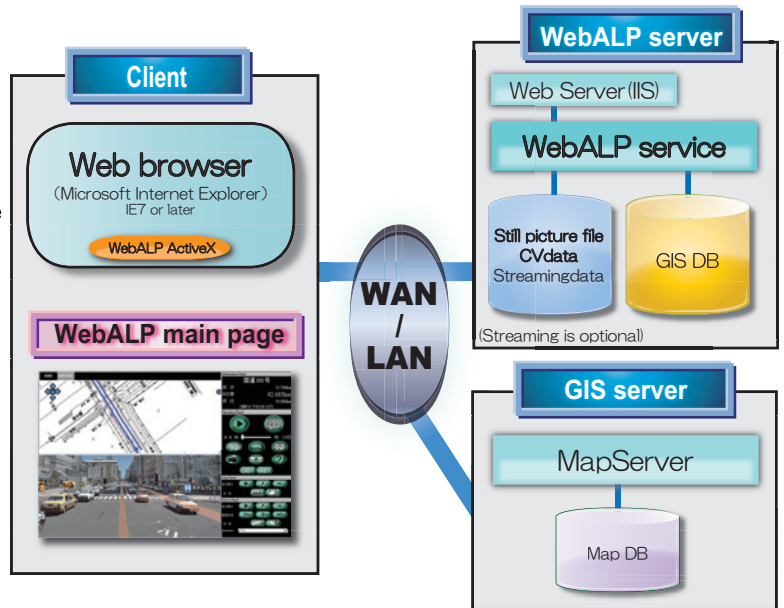 Client
Web browser
(Microsoft Internet Explorer)
IE7 or later
WebALP ActiveX
WebALP main page
WAN
/
LAN
WebALP server
Web Server(IIS)
WebALP service
Still picture file
CVdata
Streamingdata
GIS DB
(Streaming is optional)
GIS server
MapServer
Map DB